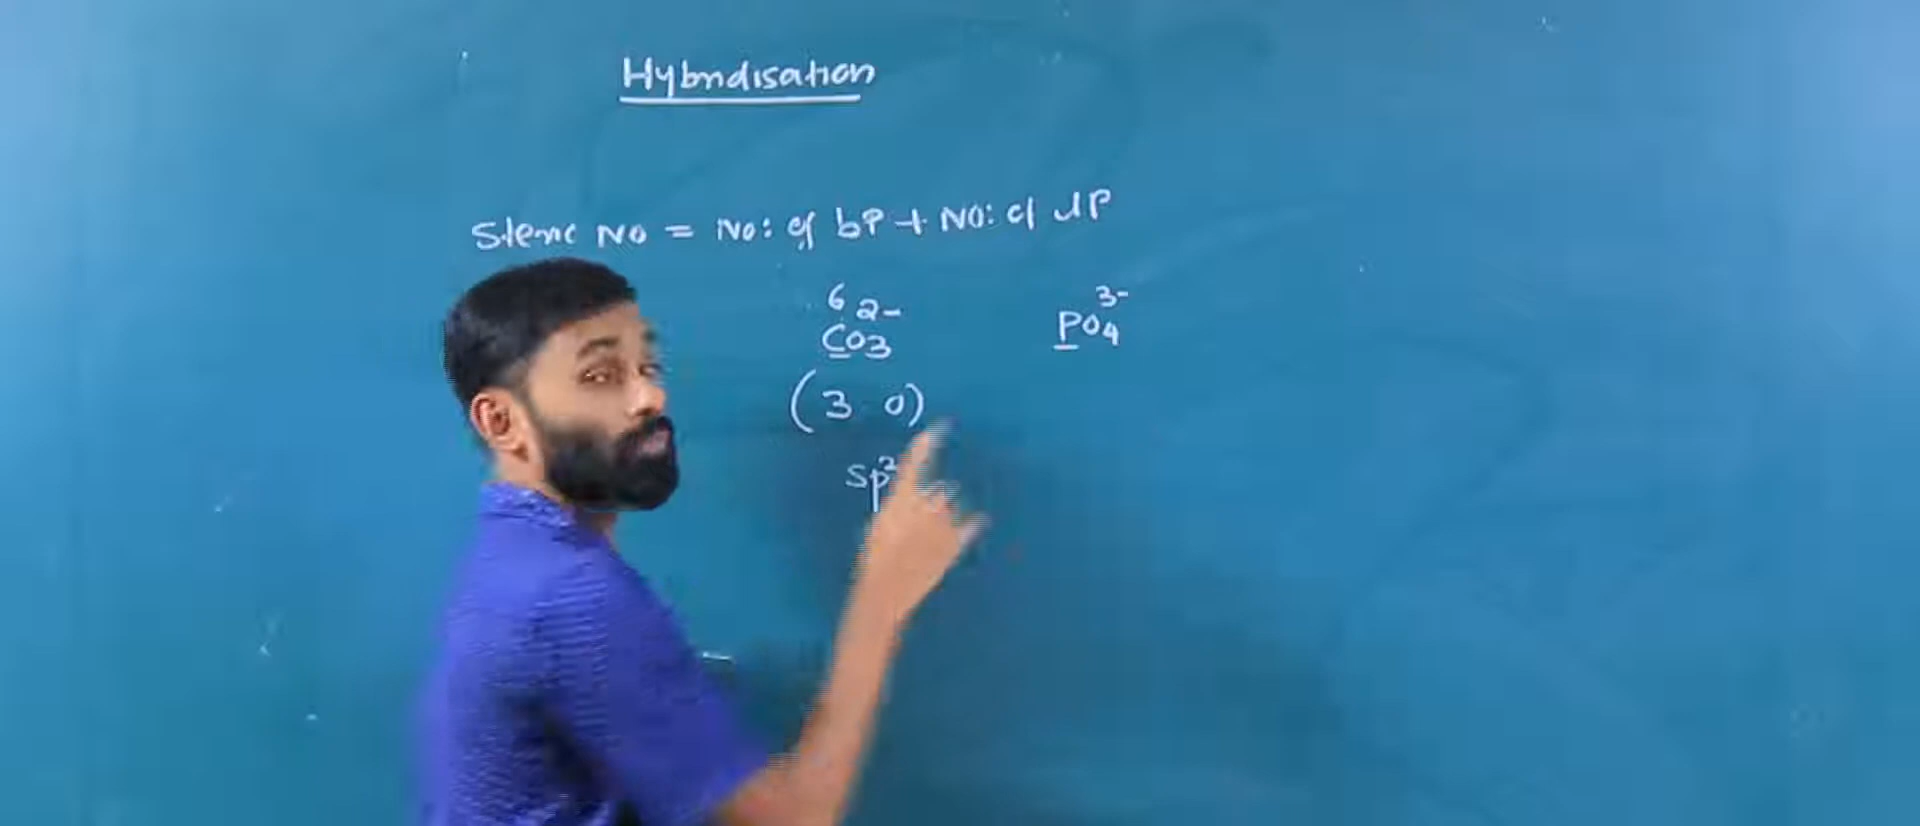 Hybridisation
Steric NO = No: of bP + NO: of lP
6 2-
CO3
3-
PO4
(3 0)
sp2